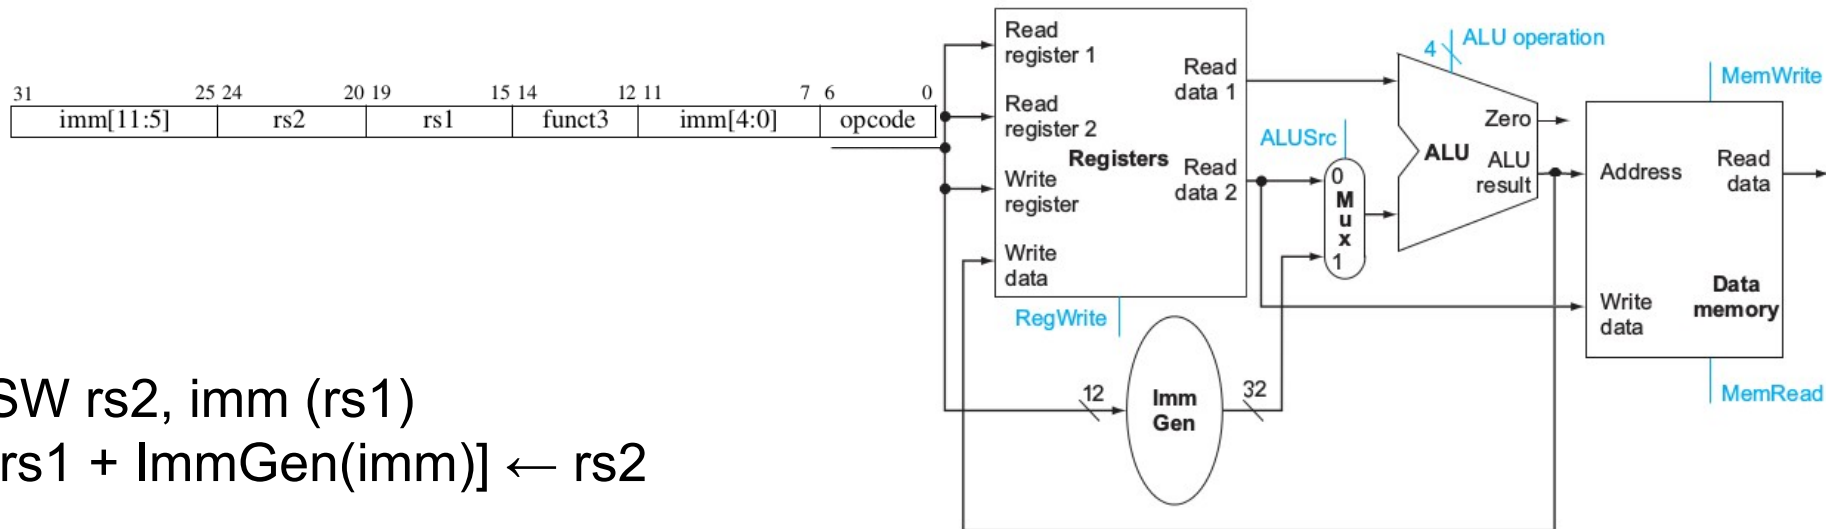 31 25 24 20 19 15 14 12 11 7 6 0
imm[11:5] rs2 rs1 funct3 imm[4:0] opcode
Read
register 1
Read
register 2
Write
register
Write
data
Registers
Read
data 1
Read
data 2
RegWrite
12
Imm
Gen
32
ALUSrc
0
M
u
x
1
4
ALU operation
Zero
ALU
ALU
result
MemWrite
Address
Read
data
Write
data
Data
memory
MemRead
SW rs2, imm (rs1)
rs1 + ImmGen(imm)] ← rs2